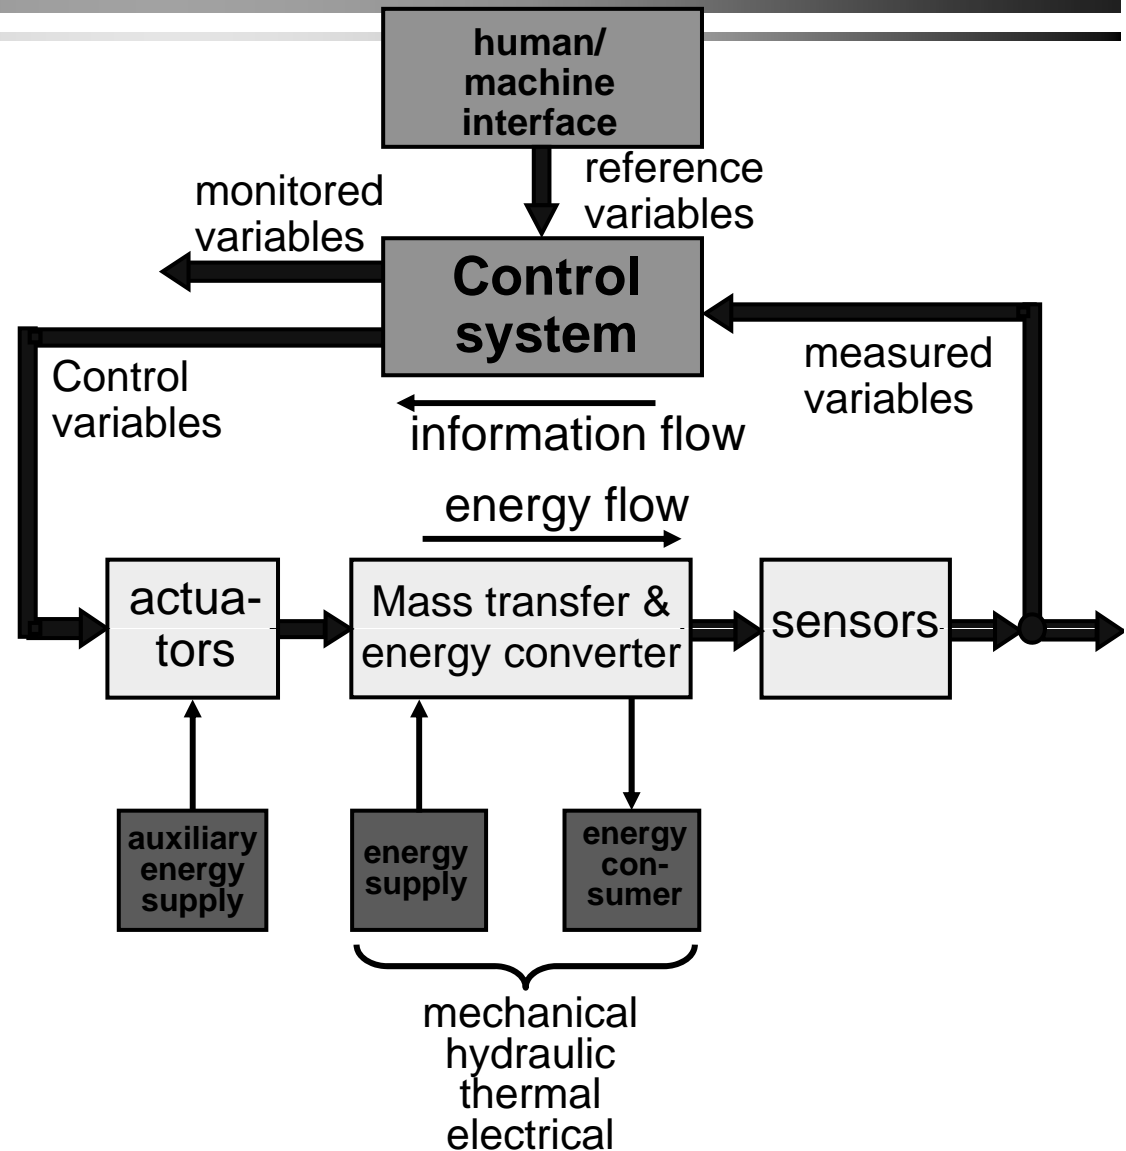 human/
machine
interface
reference
variables
monitored
variables
Control
system
measured
variables
Control
variables
information flow
energy flow
actua-
tors
Mass transfer &
energy converter
sensors
auxiliary
energy
supply
energy
supply
energy
con-
sumer
mechanical
hydraulic
thermal
electrical